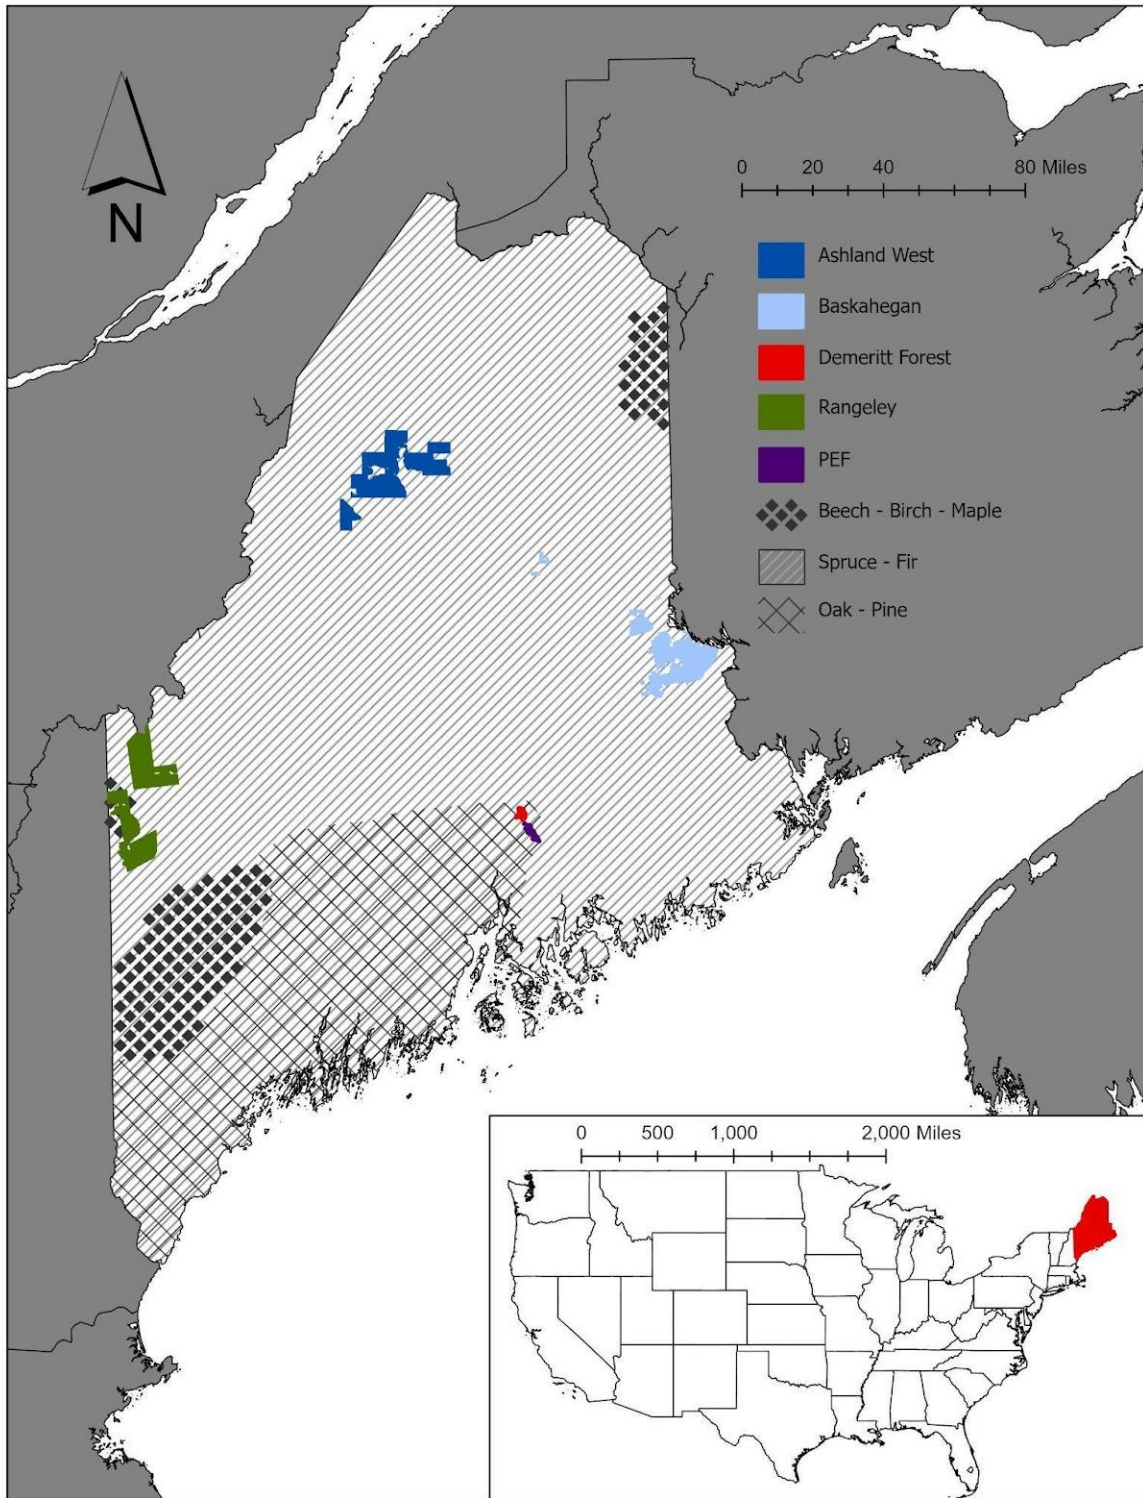 N
0 20 40 80 Miles
Ashland West
Baskahegan
Demeritt Forest
Rangeley
PEF
Beech - Birch - Maple
Spruce - Fir
Oak - Pine
0 500 1,000 2,000 Miles